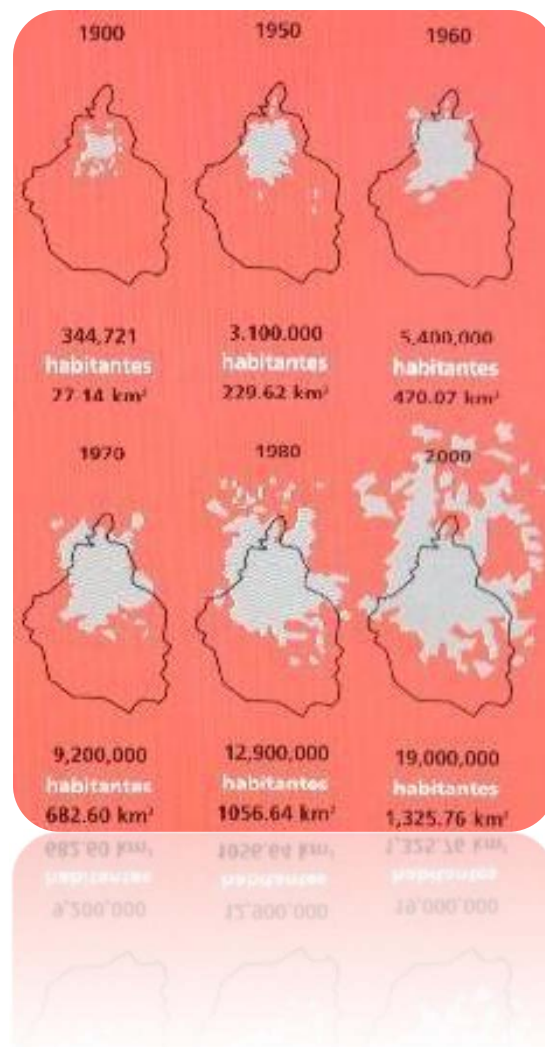 1900 1950 1960
344,721 3.100.000 5,400,000
habitantes habitantes habitantes
27.14 km² 229.62 km² 470.07 km²
1970 1980 2000
9,200,000 12,900,000 19,000,000
habitantes habitantes habitantes
682.60 km² 1056.64 km² 1,325.76 km²